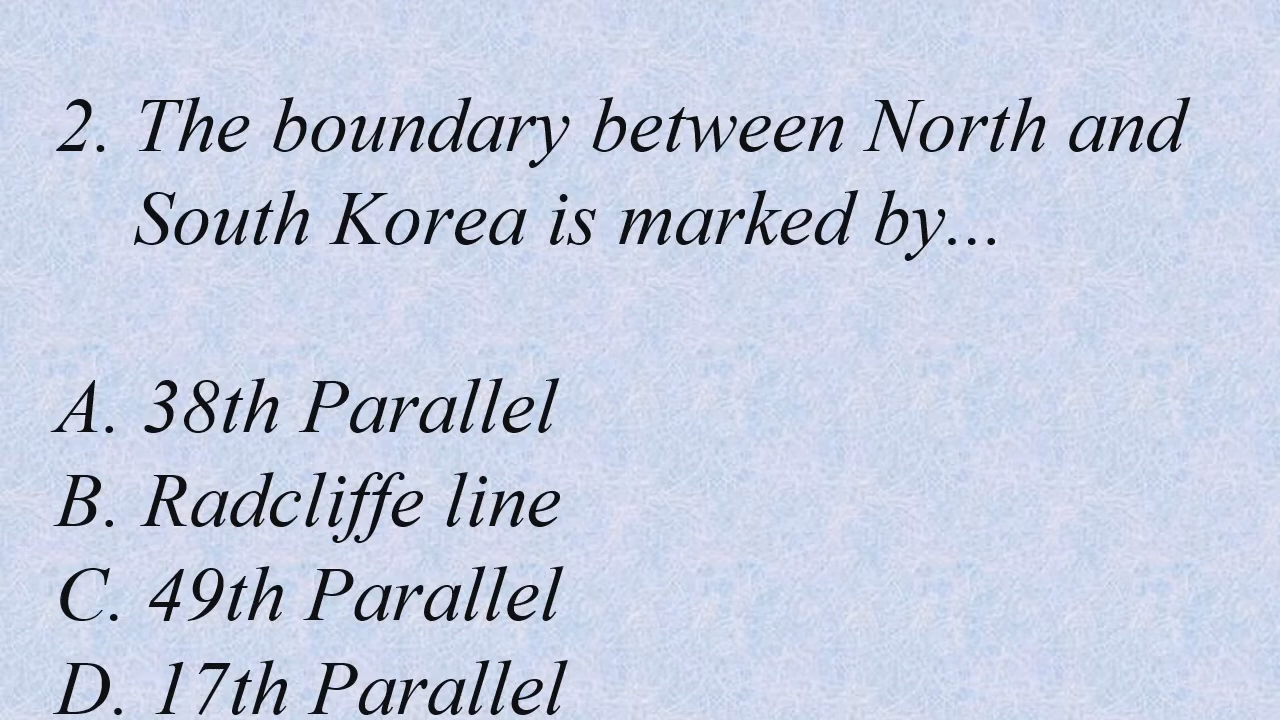 2. The boundary between North and
South Korea is marked by...
A. 38th Parallel
B. Radcliffe line
C. 49th Parallel
D. 17th Parallel